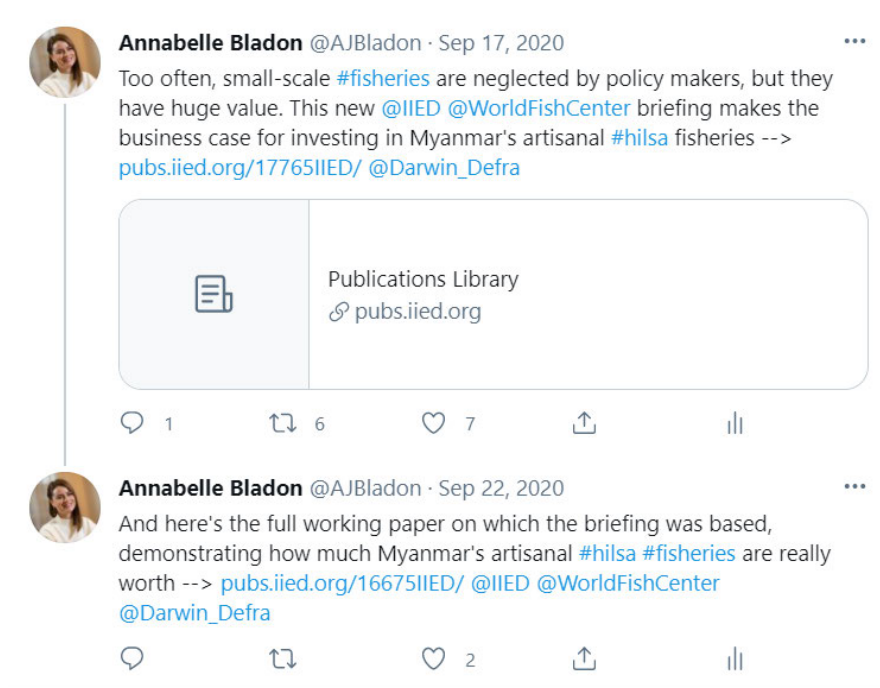 Annabelle Bladon @AJBladon · Sep 17, 2020
Too often, small-scale #fisheries are neglected by policy makers, but they
have huge value. This new @IIED @WorldFishCenter briefing makes the
business case for investing in Myanmar's artisanal #hilsa fisheries -->
pubs.iied.org/17765IIED/ @Darwin_Defra
Publications Library
pubs.iied.org
1 6 7
Annabelle Bladon @AJBladon · Sep 22, 2020
And here's the full working paper on which the briefing was based,
demonstrating how much Myanmar's artisanal #hilsa #fisheries are really
worth --> pubs.iied.org/16675IIED/ @IIED @WorldFishCenter
@Darwin_Defra
2